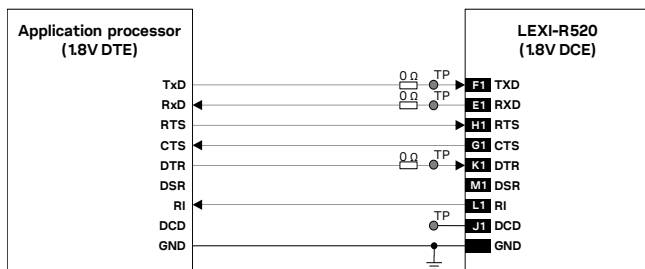 Application processor
(1.8V DTE)
LEXI-R520
(1.8V DCE)
TxD 0 Ω TP F1 TXD
RxD 0 Ω TP E1 RXD
RTS H1 RTS
CTS G1 CTS
DTR 0 Ω TP K1 DTR
DSR M1 DSR
RI L1 RI
DCD TP J1 DCD
GND GND